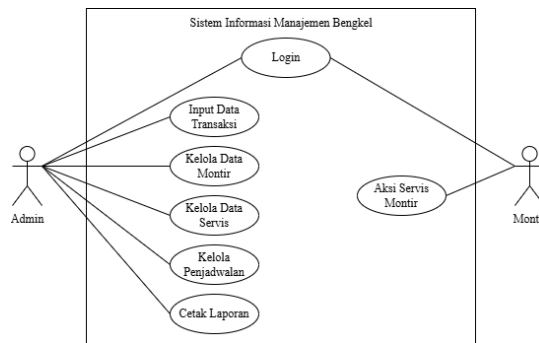 Sistem Informasi Manajemen Bengkel
Login
Input Data
Transaksi
Kelola Data
Montir
Kelola Data
Servis
Kelola
Penjadwalan
Cetak Laporan
Admin
Aksi Servis
Montir
Mont